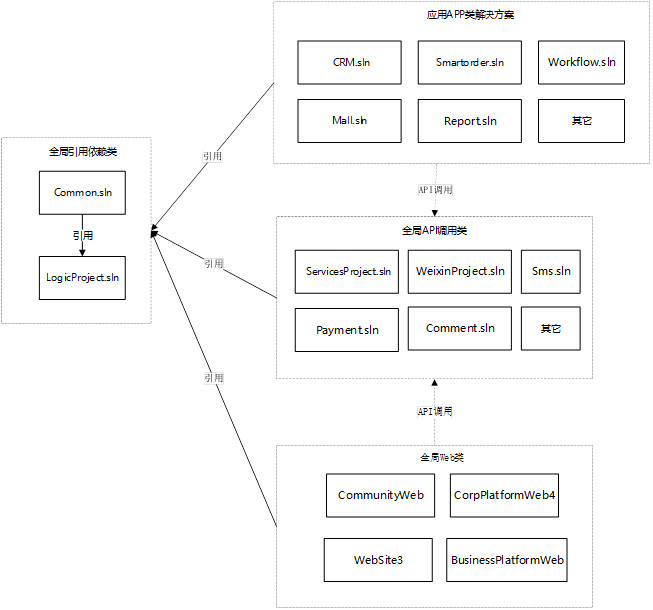 应用APP类解决方案
CRM.sln
Smartorder.sln
Workflow.sln
Mall.sln
Report.sln
其它
引用
API调用
全局引用依赖类
Common.sln
引用
LogicProject.sln
全局API调用类
ServicesProject.sln
WeixinProject.sln
Sms.sln
引用
Payment.sln
Comment.sln
其它
引用
API调用
全局Web类
CommunityWeb
CorpPlatformWeb4
WebSite3
BusinessPlatformWeb